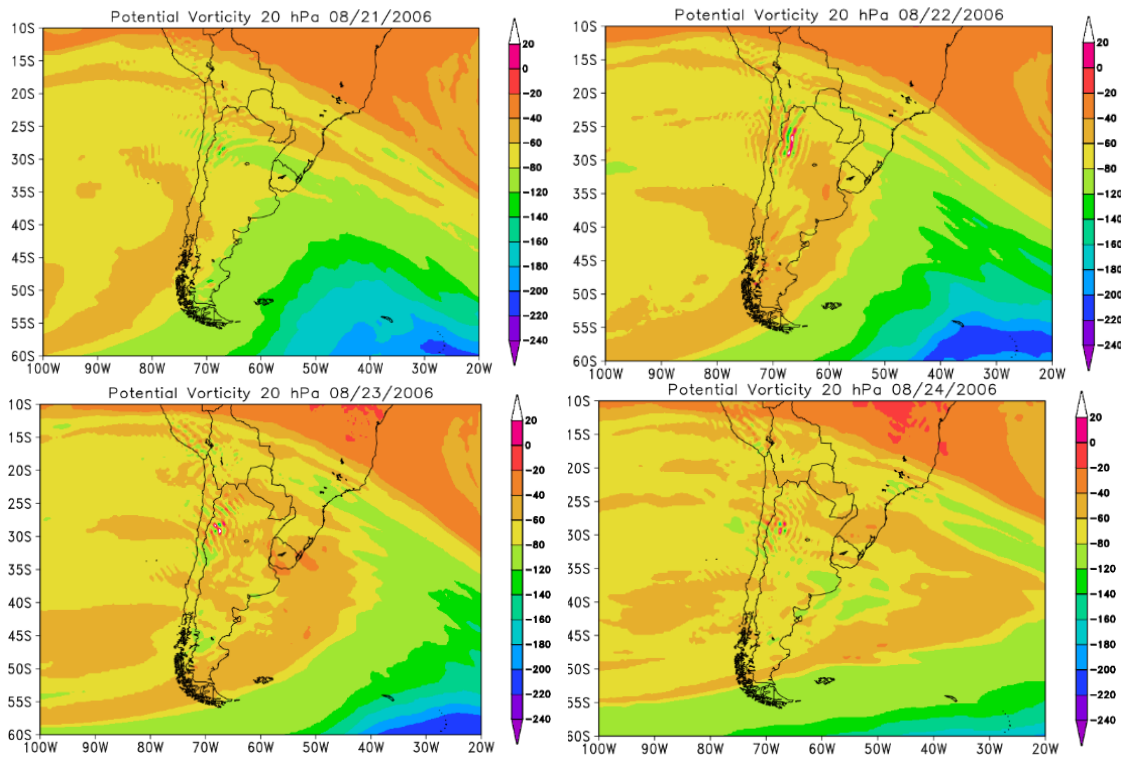 Potential Vorticity 20 hPa 08/21/2006
10S
15S
20S
25S
30S
35S
40S
45S
50S
55S
60S
100W 90W 80W 70W 60W 50W 40W 30W 20W
20
0
−20
−40
−60
−80
−100
−120
−140
−160
−180
−200
−220
−240
Potential Vorticity 20 hPa 08/22/2006
10S
15S
20S
25S
30S
35S
40S
45S
50S
55S
60S
100W 90W 80W 70W 60W 50W 40W 30W 20W
20
0
−20
−40
−60
−80
−100
−120
−140
−160
−180
−200
−220
−240
Potential Vorticity 20 hPa 08/23/2006
10S
15S
20S
25S
30S
35S
40S
45S
50S
55S
60S
100W 90W 80W 70W 60W 50W 40W 30W 20W
20
0
−20
−40
−60
−80
−100
−120
−140
−160
−180
−200
−220
−240
Potential Vorticity 20 hPa 08/24/2006
10S
15S
20S
25S
30S
35S
40S
45S
50S
55S
50S
100W 90W 80W 70W 60W 50W 40W 30W 20W
20
0
−20
−40
−60
−80
−100
−120
−140
−160
−180
−200
−220
−240